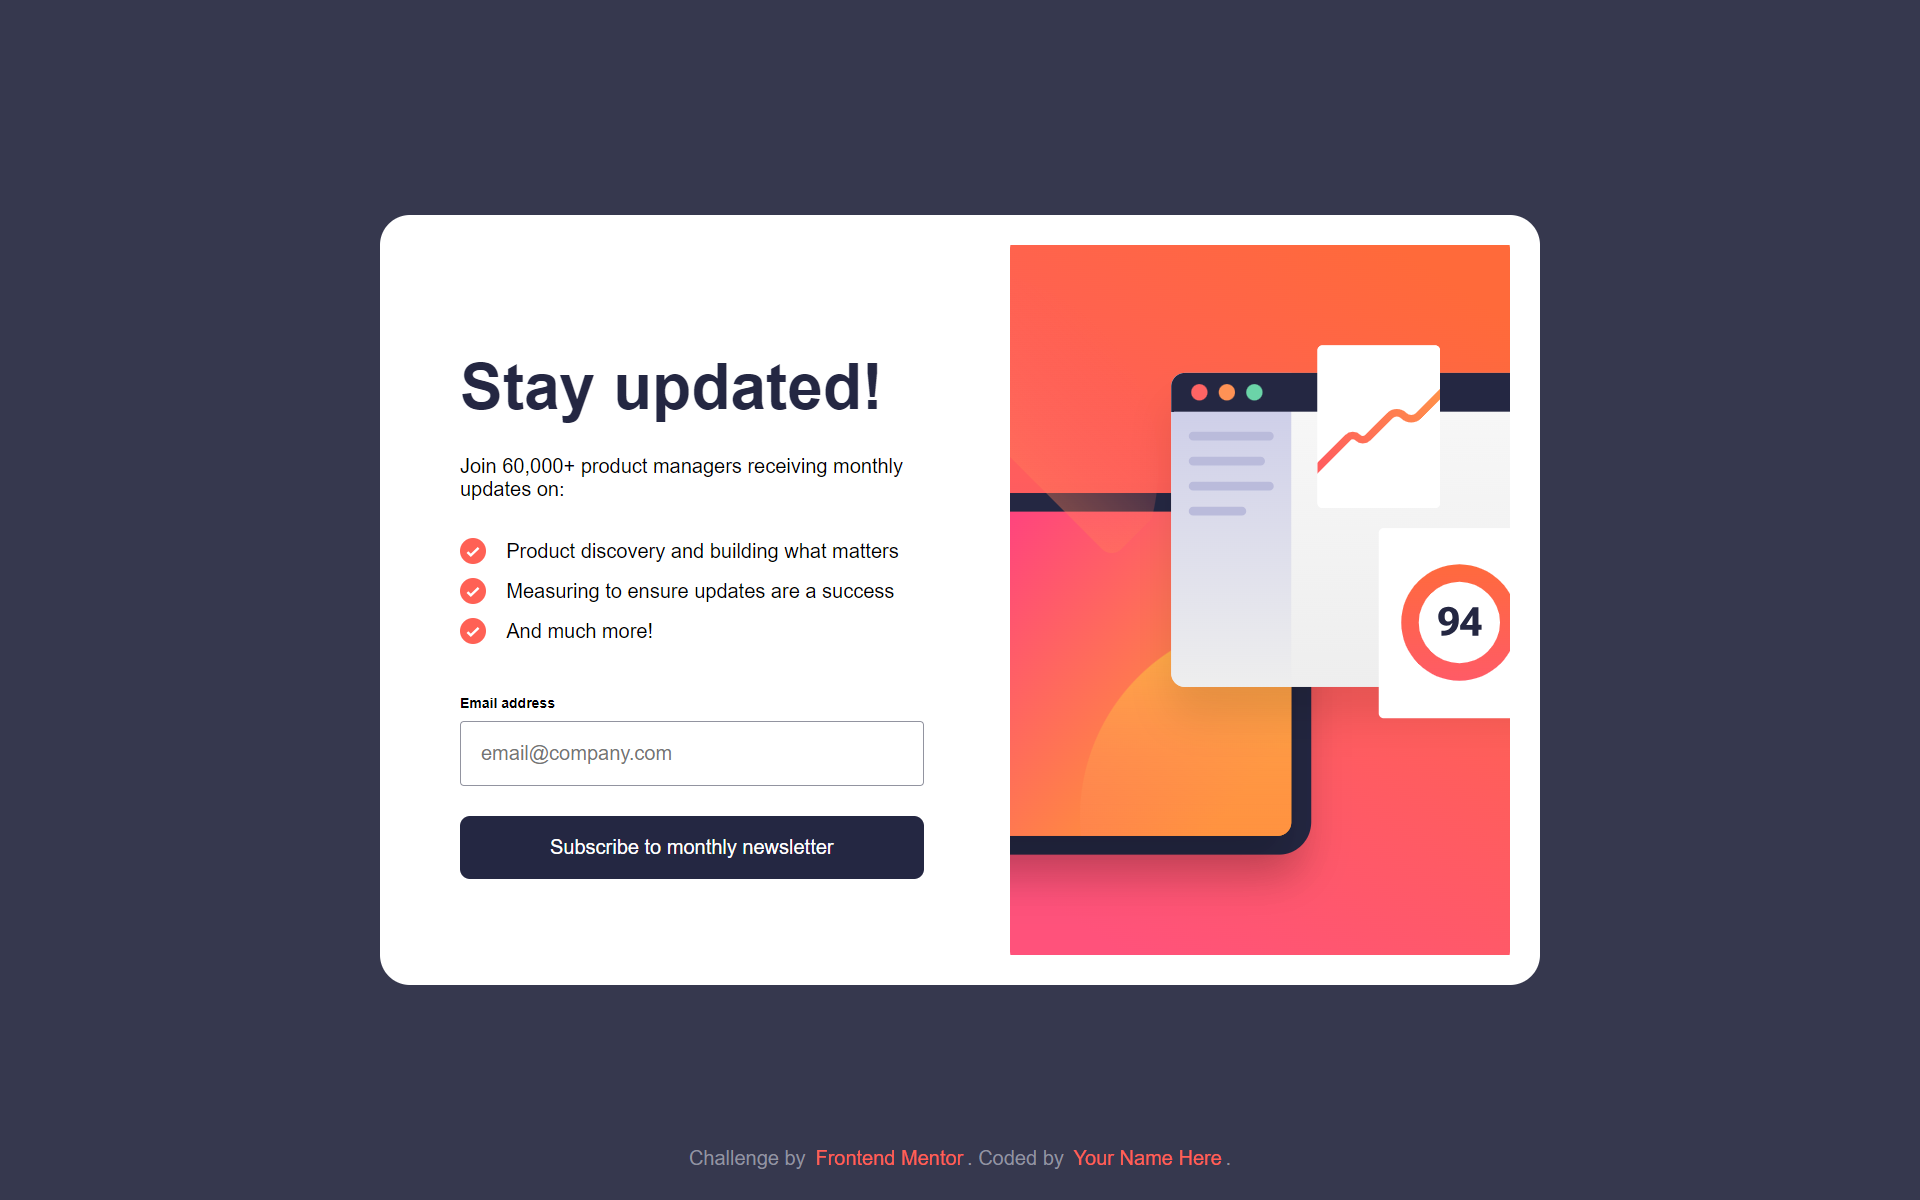 Stay updated!
Join 60,000+ product managers receiving monthly
updates on:
Product discovery and building what matters
Measuring to ensure updates are a success
And much more!
Email address
email@company.com
Subscribe to monthly newsletter
94
Challenge by Frontend Mentor. Coded by Your Name Here.